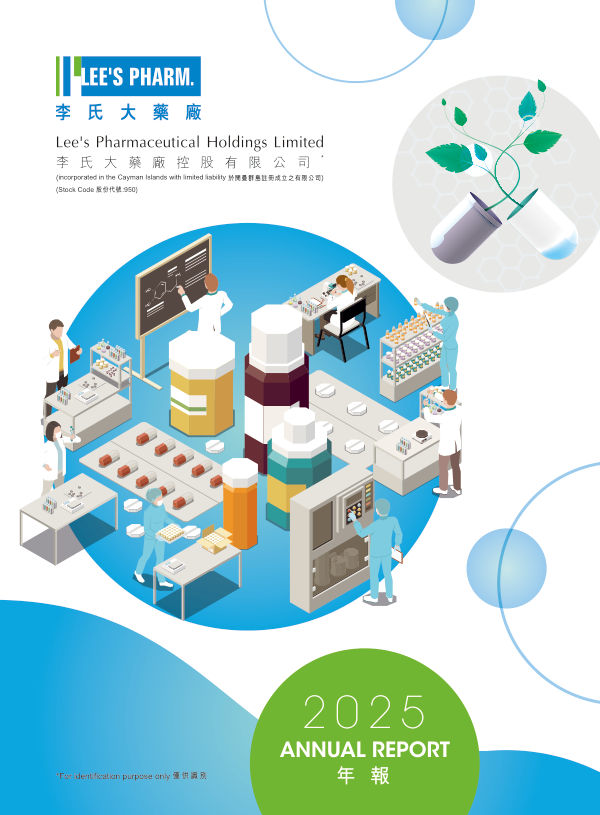 LEE'S PHARM.
李氏大藥廠
Lee's Pharmaceutical Holdings Limited
李氏大藥廠控股有限公司*
(incorporated in the Cayman Islands with limited liability 於開曼群島註冊成立之有限公司)
(Stock Code 股份代號:950)
2025
ANNUAL REPORT
年報
*For identification purpose only 僅供識別